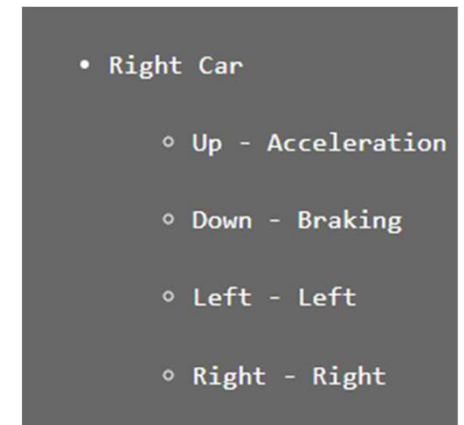 • Right Car
◦ Up - Acceleration
◦ Down - Braking
◦ Left - Left
◦ Right - Right